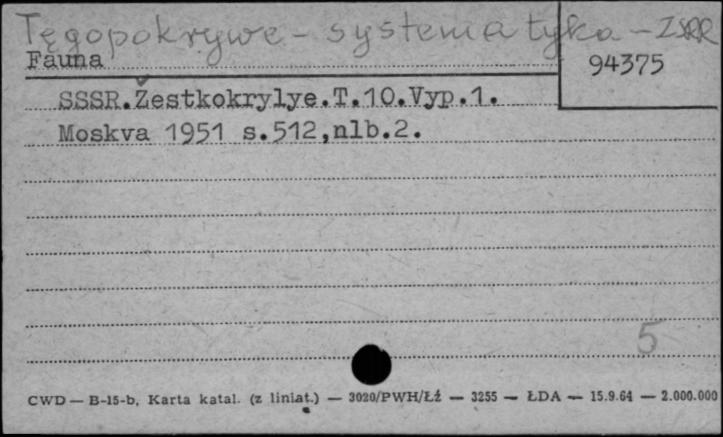 Tęgopokrywe - systematyka - ZSRR
Fauna
94375
SSSR.Žestkokrylye.T.10.Vyp.1.
Moskva 1951 s.512,nlb.2.
5
CWD — B-15-b, Karta katal. (z liniat.) — 3020/PWH/Łź — 3255 — ŁDA — 15.9.64 — 2.000.000